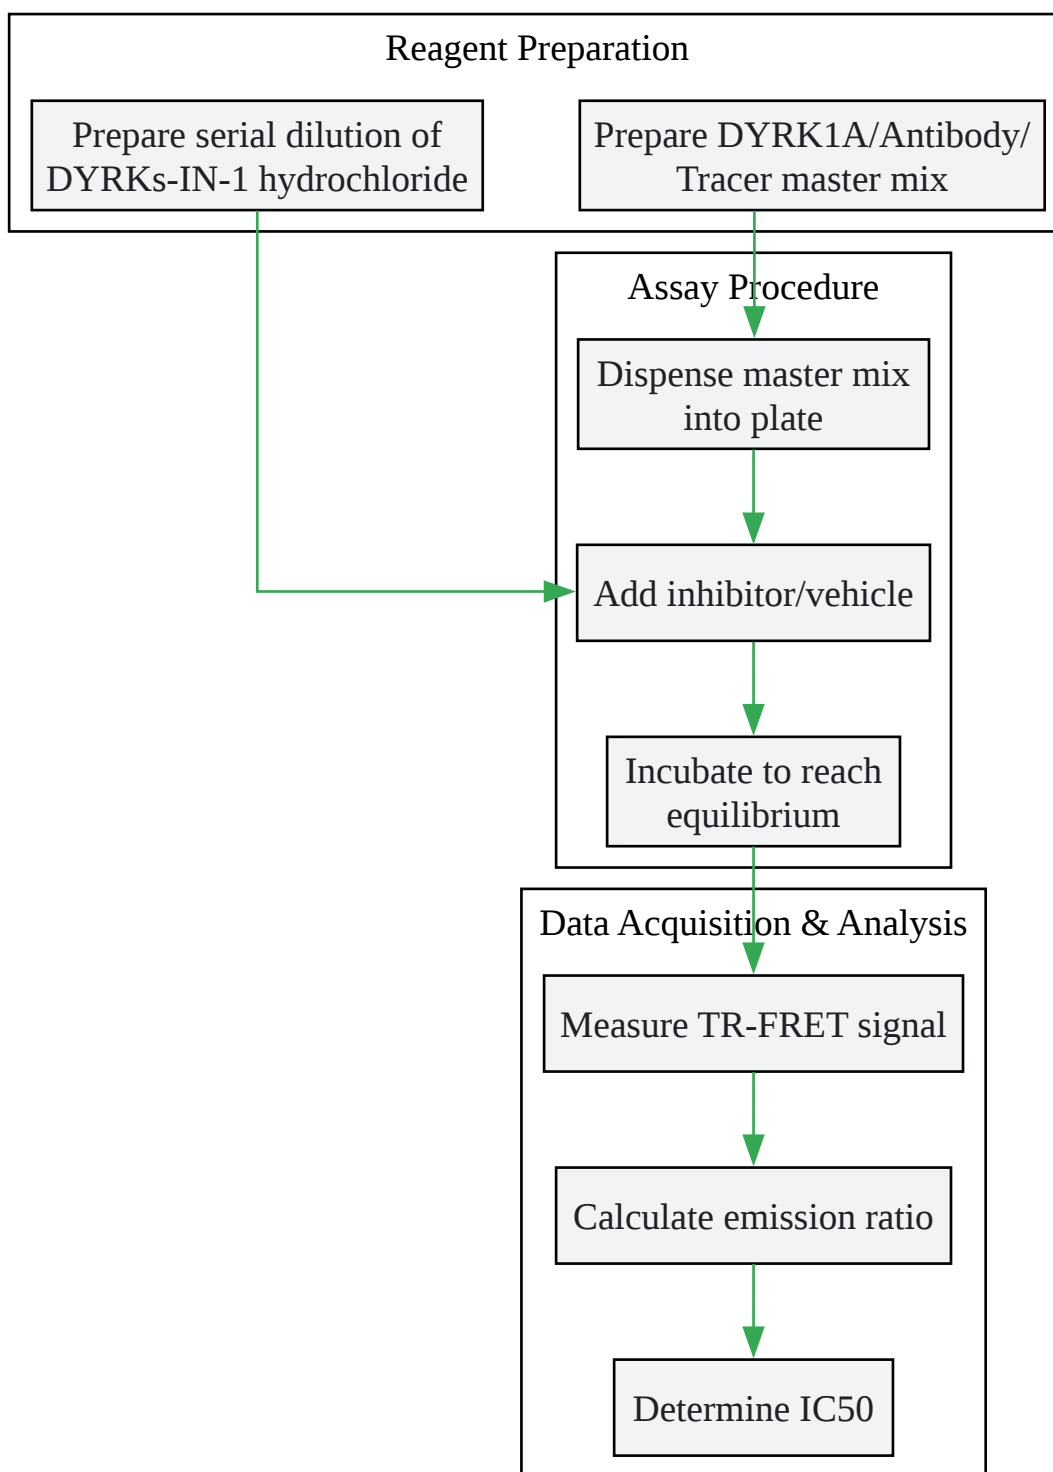 Reagent Preparation
Prepare serial dilution of
DYRKs-IN-1 hydrochloride
Prepare DYRK1A/Antibody/
Tracer master mix
Assay Procedure
Dispense master mix
into plate
Add inhibitor/vehicle
Incubate to reach
equilibrium
Data Acquisition & Analysis
Measure TR-FRET signal
Calculate emission ratio
Determine IC50